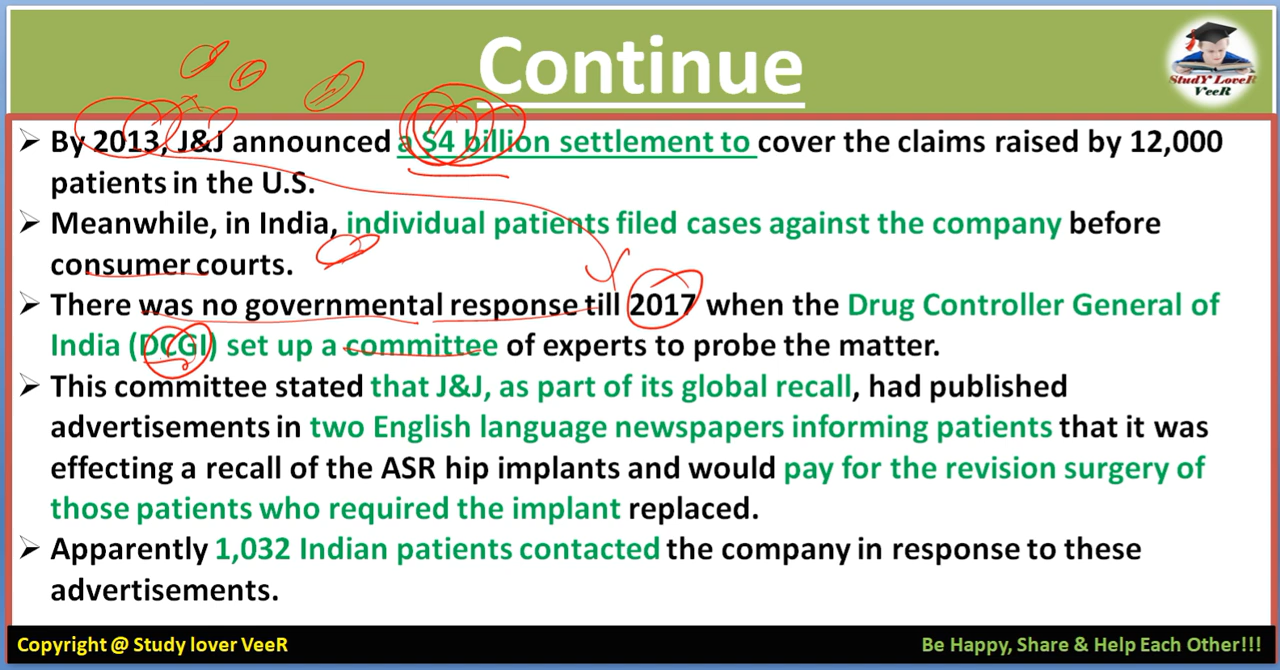 Continue
StudY LoveR
VeeR
➢ By 2013, J&J announced a $4 billion settlement to cover the claims raised by 12,000
patients in the U.S.
➢ Meanwhile, in India, individual patients filed cases against the company before
consumer courts.
➢ There was no governmental response till 2017 when the Drug Controller General of
India (DCGI) set up a committee of experts to probe the matter.
➢ This committee stated that J&J, as part of its global recall, had published
advertisements in two English language newspapers informing patients that it was
effecting a recall of the ASR hip implants and would pay for the revision surgery of
those patients who required the implant replaced.
➢ Apparently 1,032 Indian patients contacted the company in response to these
advertisements.
Copyright @ Study lover VeeR
Be Happy, Share & Help Each Other!!!